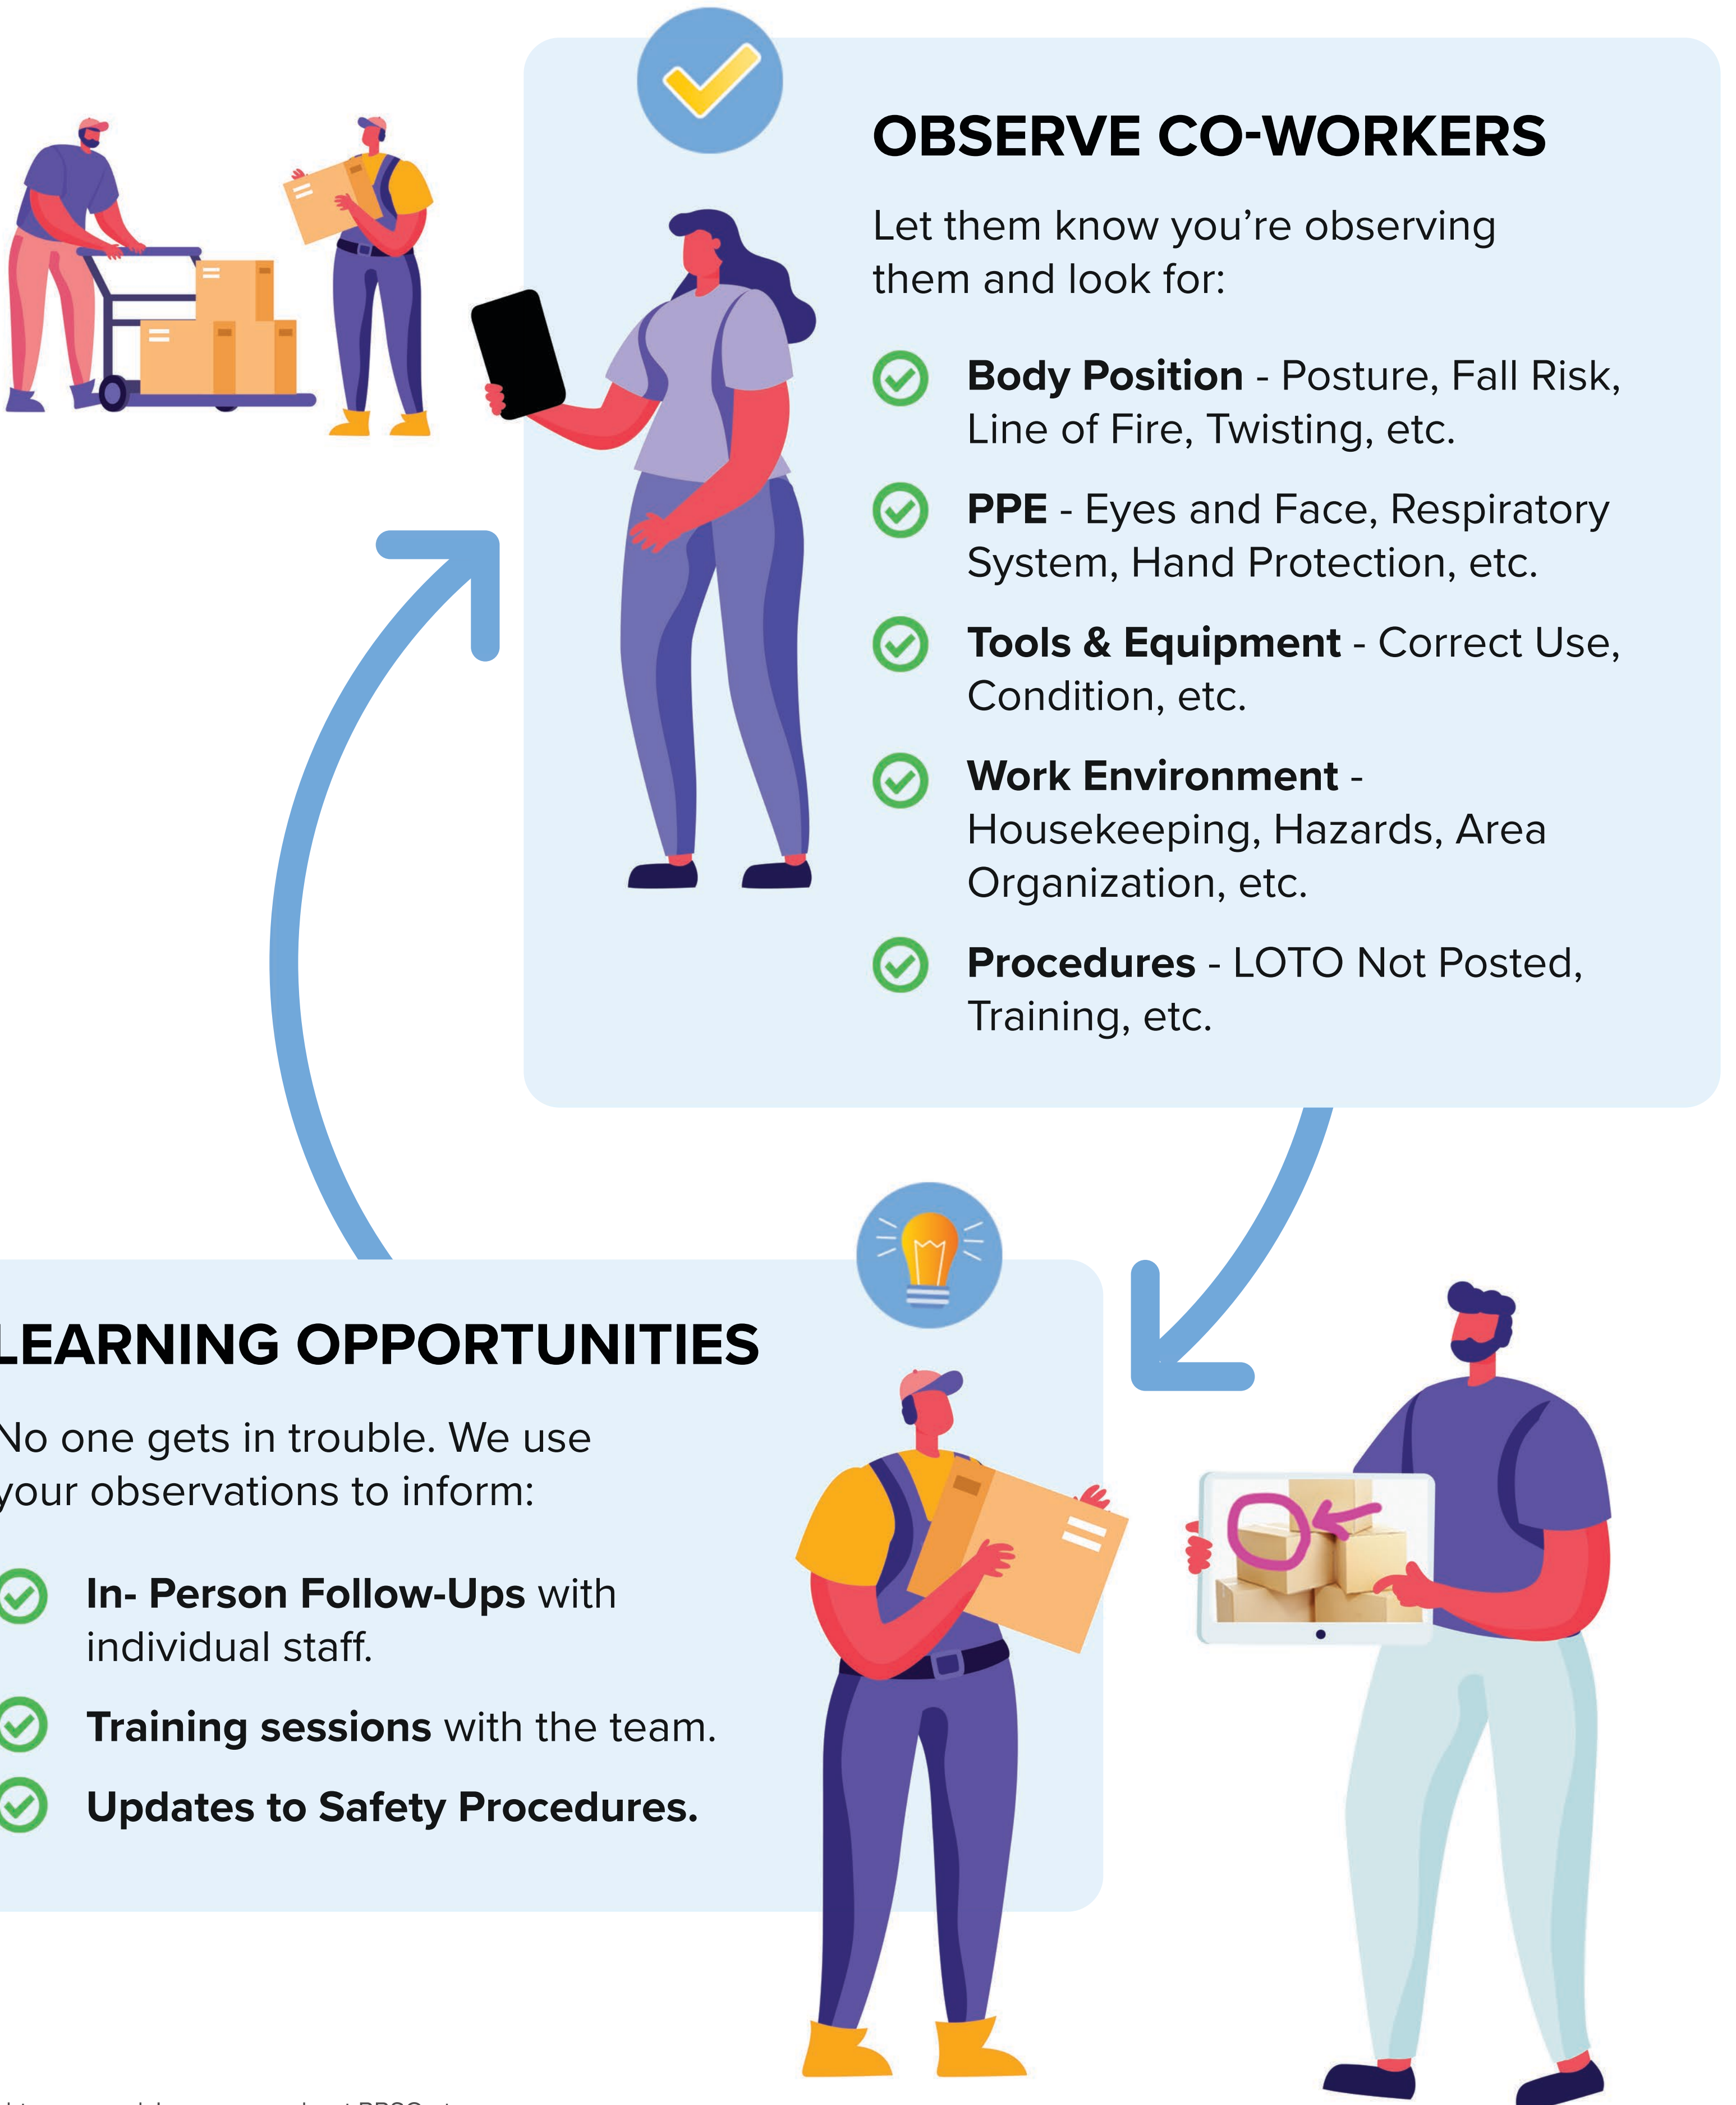 OBSERVE CO-WORKERS
Let them know you’re observing
them and look for:
Body Position - Posture, Fall Risk,
Line of Fire, Twisting, etc.
PPE - Eyes and Face, Respiratory
System, Hand Protection, etc.
Tools & Equipment - Correct Use,
Condition, etc.
Work Environment -
Housekeeping, Hazards, Area
Organization, etc.
Procedures - LOTO Not Posted,
Training, etc.
LEARNING OPPORTUNITIES
No one gets in trouble. We use
your observations to inform:
In- Person Follow-Ups with
individual staff.
Training sessions with the team.
Updates to Safety Procedures.